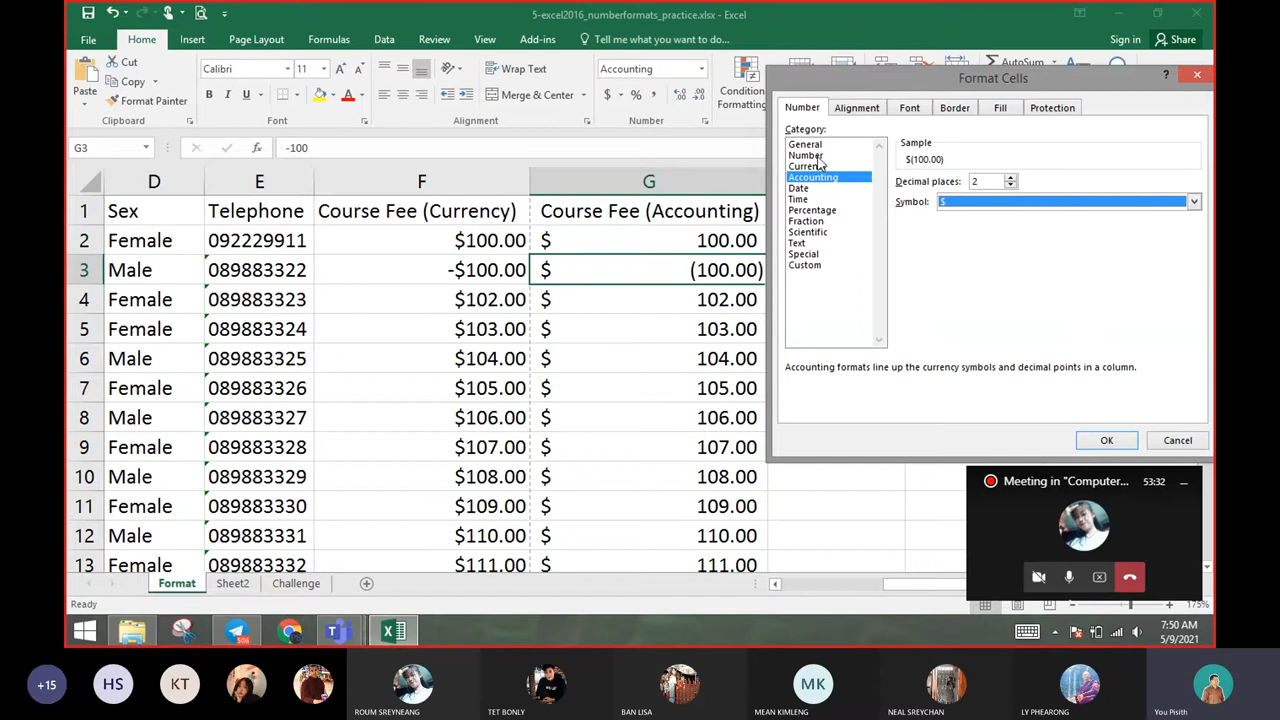 5-excel2016_numberformats_practice.xlsx - Excel
File Home Insert Page Layout Formulas Data Review View Add-ins Tell me what you want to do... Sign in Share
Paste Cut Copy Format Painter
Clipboard
Calibri 11
B I U
Font
Wrap Text
Merge & Center
Alignment
Accounting
$ % ,
Number
Conditional
Formatting
AutoSum
G3 fx -100
D E F G
1 Sex Telephone Course Fee (Currency) Course Fee (Accounting)
2 Female 092229911 $100.00 $ 100.00
3 Male 089883322 -$100.00 $ (100.00)
4 Female 089883323 $102.00 $ 102.00
5 Female 089883324 $103.00 $ 103.00
6 Male 089883325 $104.00 $ 104.00
7 Female 089883326 $105.00 $ 105.00
8 Male 089883327 $106.00 $ 106.00
9 Female 089883328 $107.00 $ 107.00
10 Male 089883329 $108.00 $ 108.00
11 Female 089883330 $109.00 $ 109.00
12 Male 089883331 $110.00 $ 110.00
13 Female 089883332 $111.00 $ 111.00
Format Sheet2 Challenge
Ready
175%
Format Cells
? ×
Number Alignment Font Border Fill Protection
Category:
General
Number
Currency
Accounting
Date
Time
Percentage
Fraction
Scientific
Text
Special
Custom
Sample
$(100.00)
Decimal places: 2
Symbol: $
Accounting formats line up the currency symbols and decimal points in a column.
OK Cancel
Meeting in "Computer... 53:32
506
7:50 AM
5/9/2021
+15 HS KT MK
ROUM SREYNEANG TET BONLY BAN LISA MEAN KIMLENG NEAL SREYCHAN LY PHEARONG You Pisith